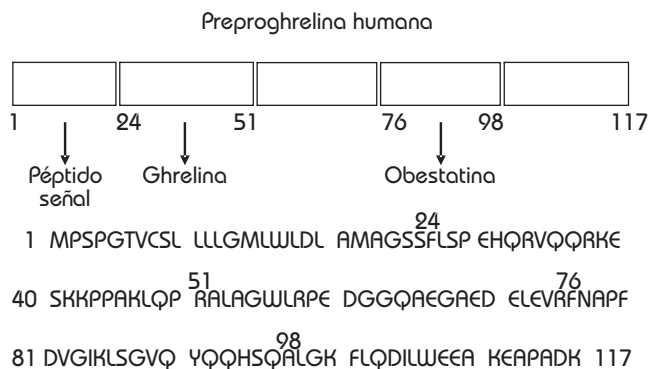 Preproghrelina humana
1 24 51 76 98 117
Péptido Ghrelina Obestatina
señal
24
1 MPSPGTVCSL LLLGMLWLDL AMAGSSFLSP EHQRVQQRKE
51 76
40 SKKPPAKLQP RALAGWLRPE DGGQAEGAED ELEVRFNAPF
98
81 DVGIKLSGVQ YQQHSQALGK FLQDILWEEA KEAPADK 117